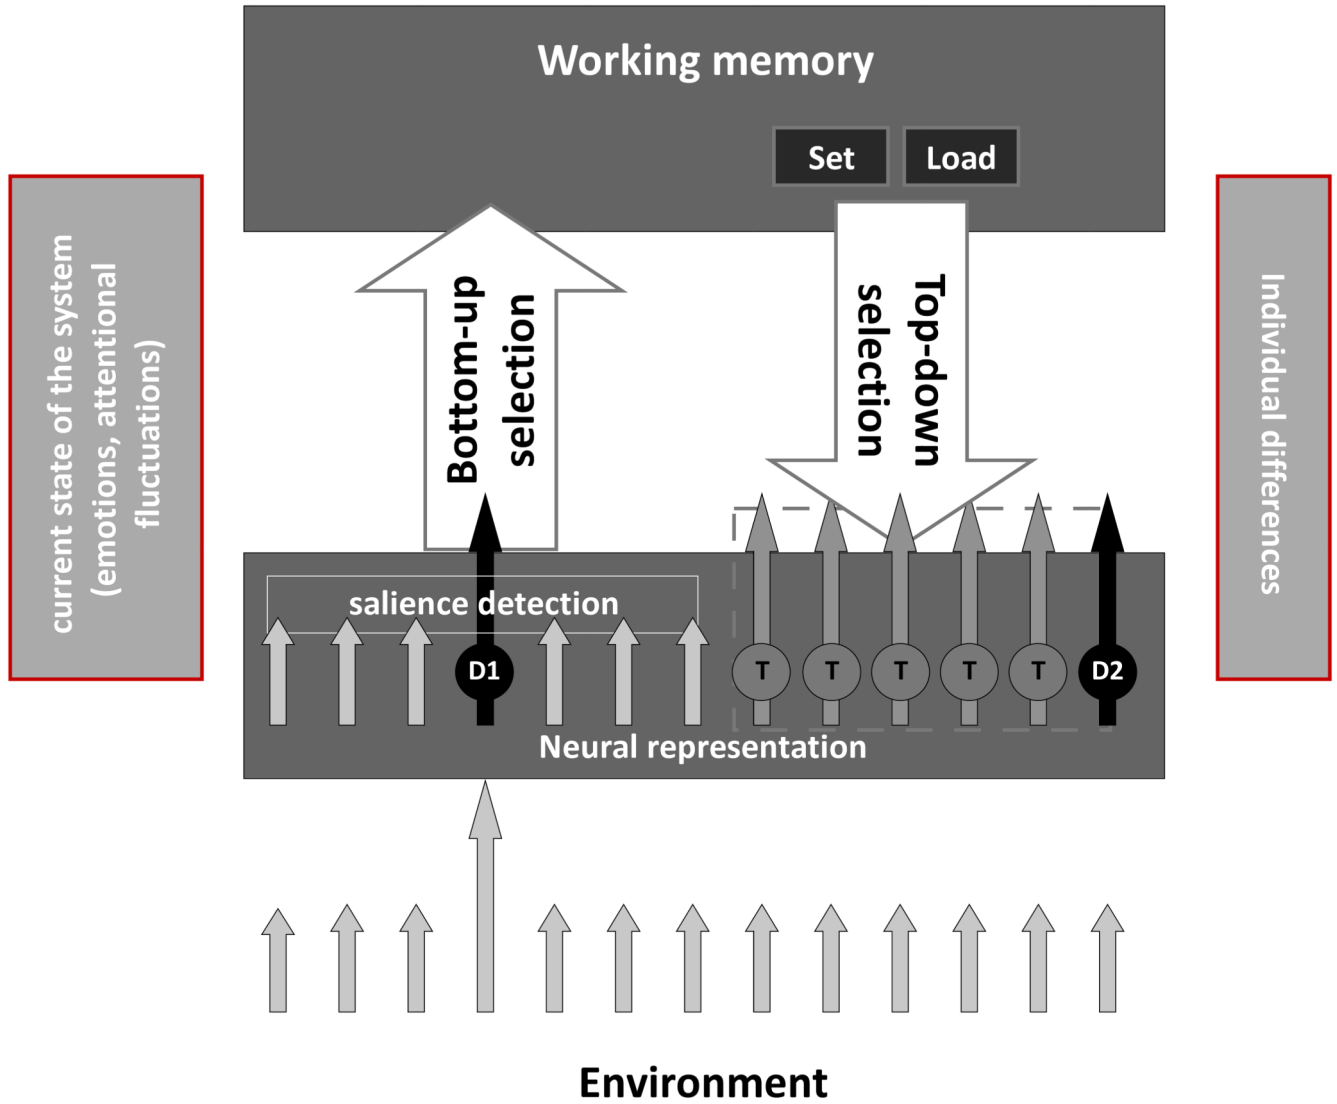 Working memory
Set
Load
current state of the system
(emotions, attentional
fluctuations)
Bottom-up
selection
Top-down
selection
Individual differences
salience detection
D1
T
T
T
T
T
D2
Neural representation
Environment